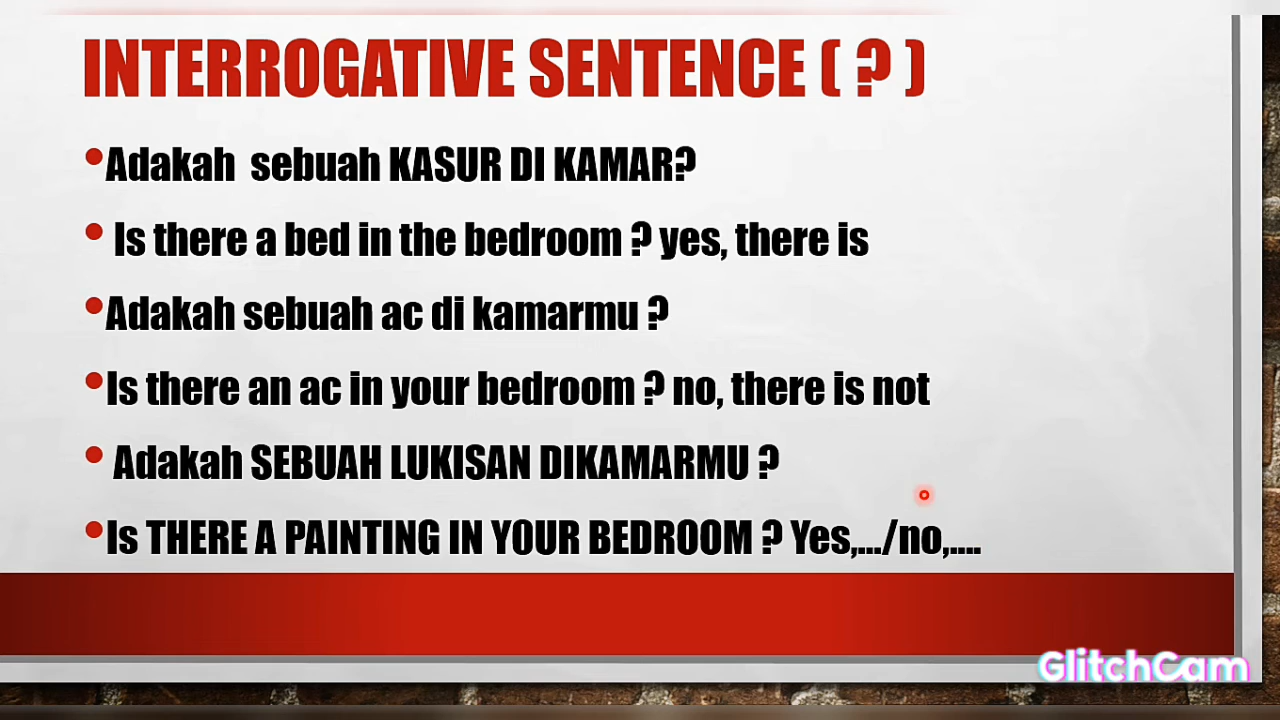 INTERROGATIVE SENTENCE ( ? )
•Adakah sebuah KASUR DI KAMAR?
• Is there a bed in the bedroom ? yes, there is
•Adakah sebuah ac di kamarmu ?
•Is there an ac in your bedroom ? no, there is not
• Adakah SEBUAH LUKISAN DIKAMARMU ?
•Is THERE A PAINTING IN YOUR BEDROOM ? Yes,.../no,....
GlitchCam